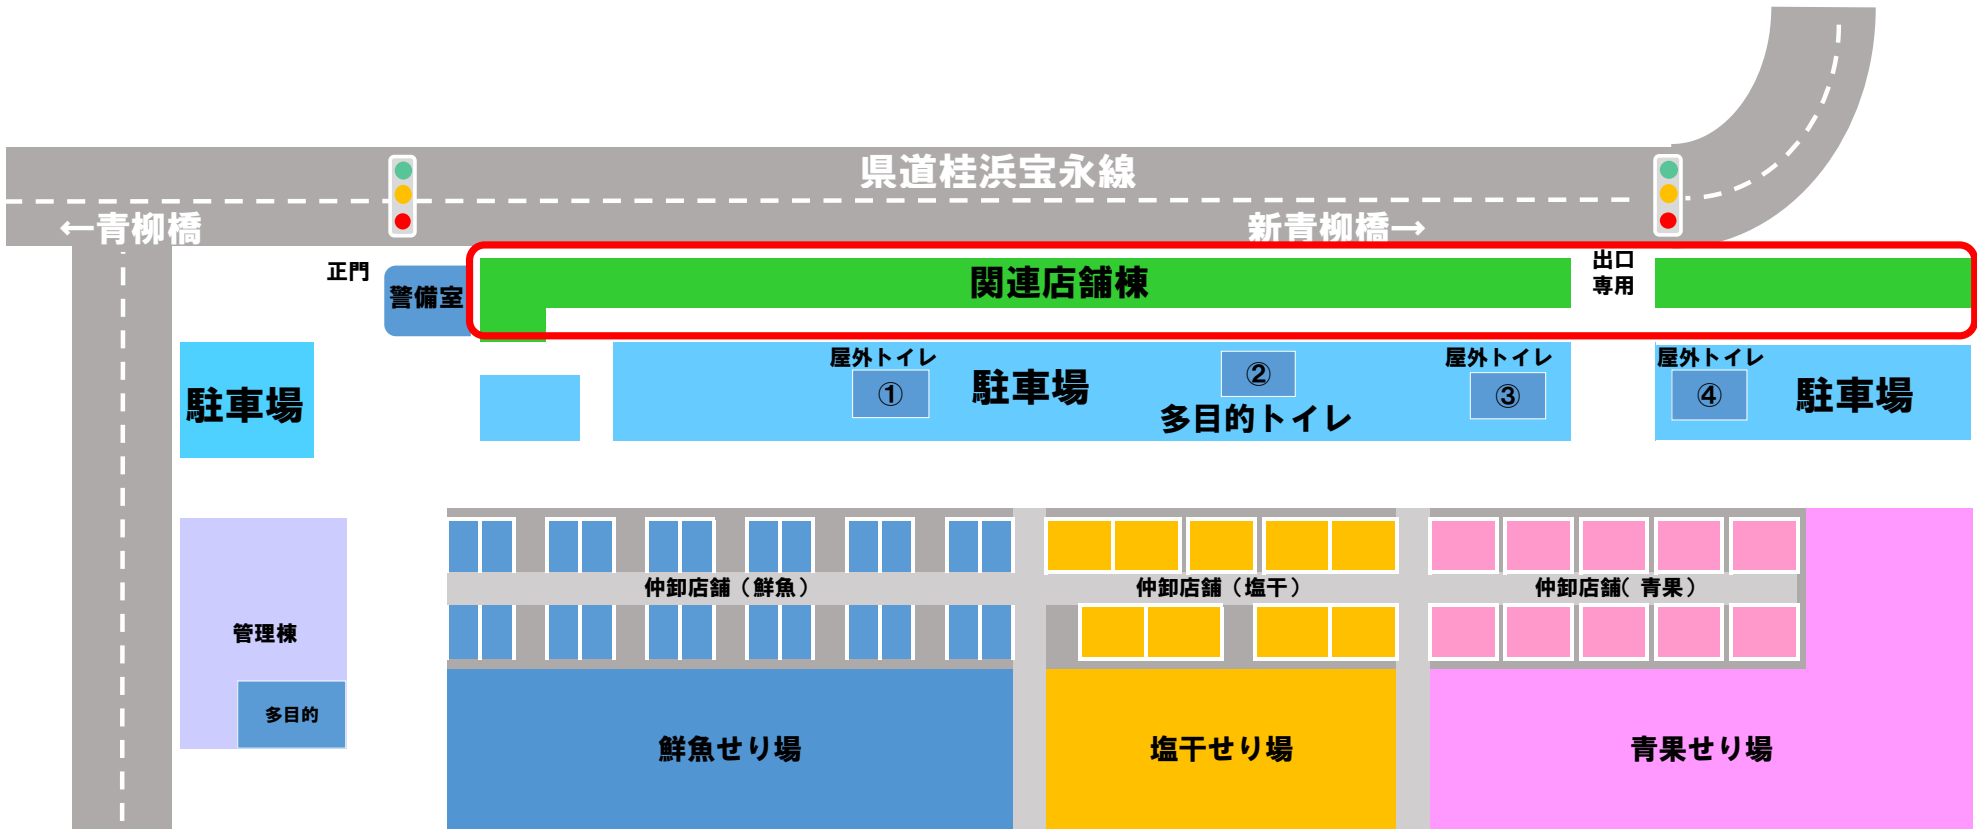 県道桂浜宝永線
←青柳橋
新青柳橋→
正門
警備室
関連店舗棟
出口
専用
駐車場
屋外トイレ
①
駐車場
②
多目的トイレ
屋外トイレ
③
屋外トイレ
④
駐車場
仲卸店舗（鮮魚）
仲卸店舗（塩干）
仲卸店舗( 青果）
管理棟
多目的
鮮魚せり場
塩干せり場
青果せり場